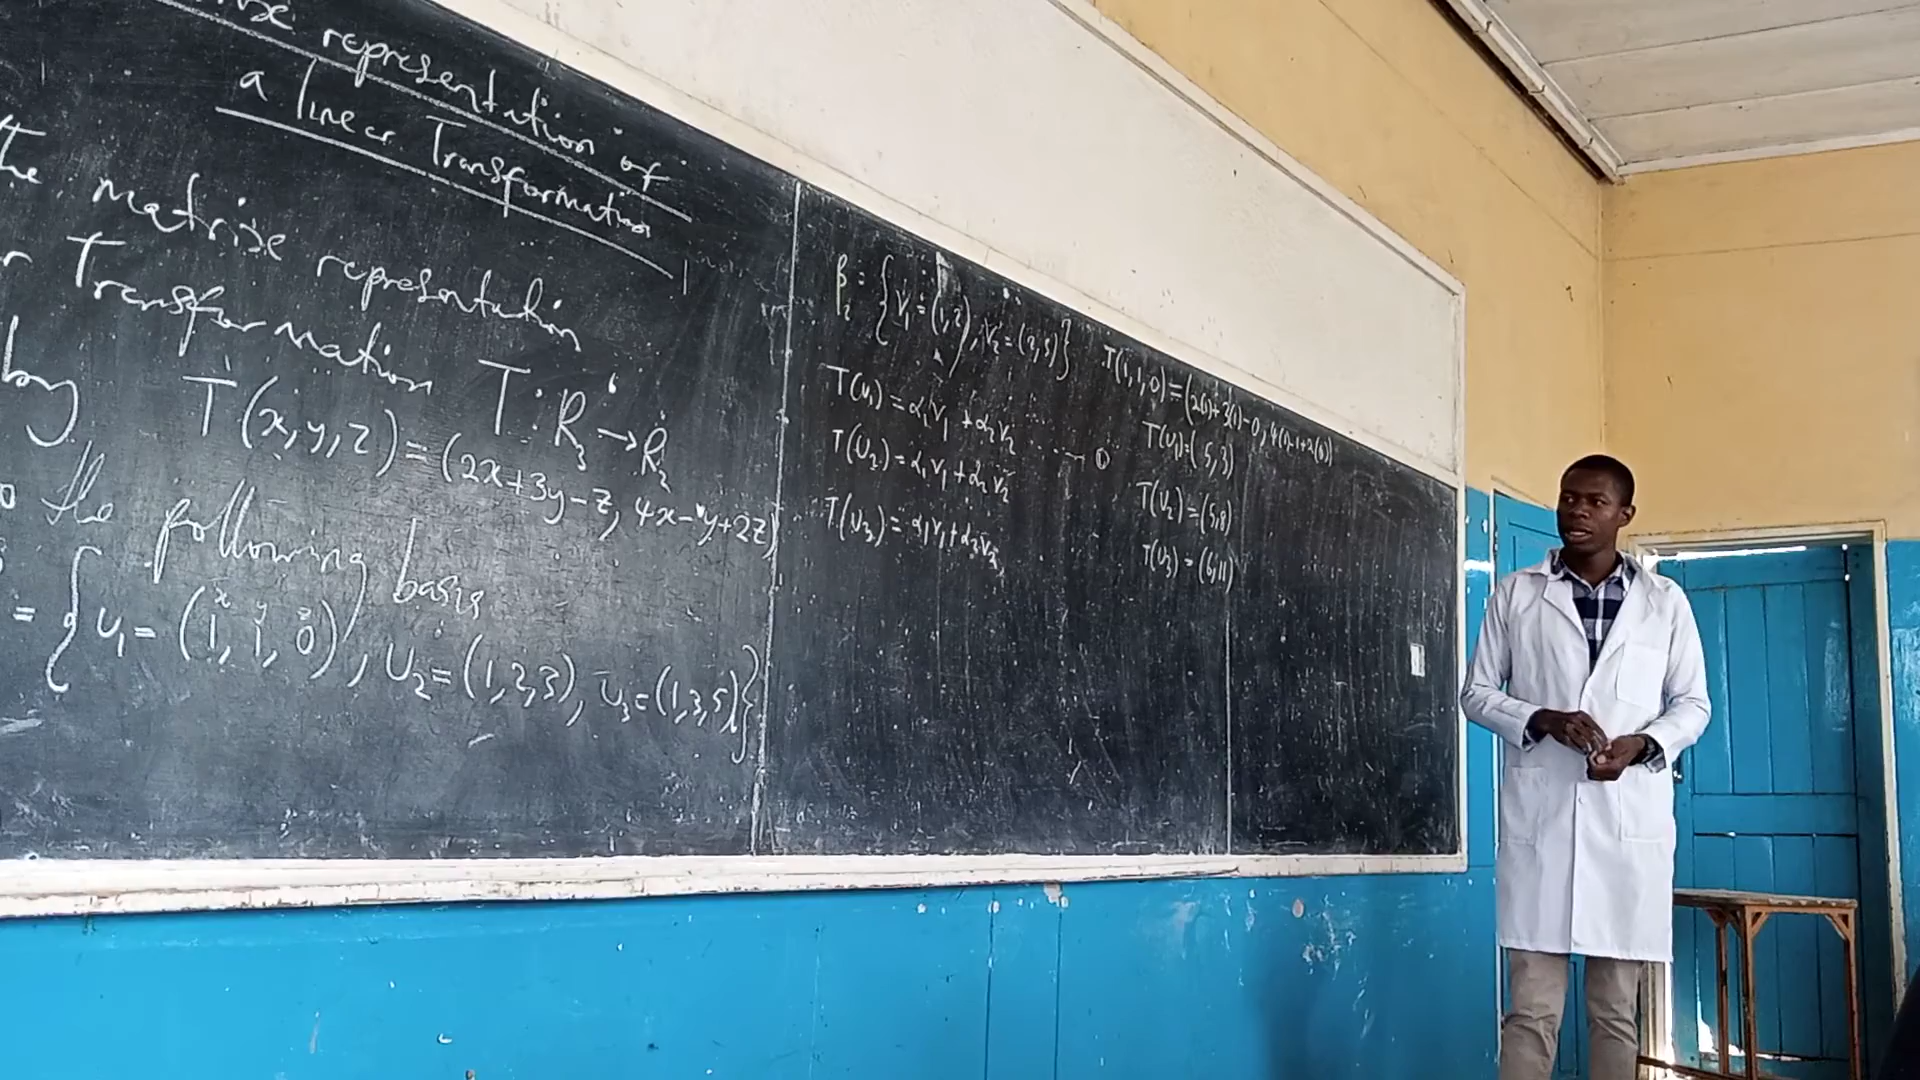 representation of
a linear Transformation
the matrix representation
Transformation T: R₃ → R₂
by T(x,y,z) = (2x+3y-z, 4x-y+2z)
the following basis
= { u₁ = (1, 1, 0), U₂ = (1,2,3), u₃ = (1,3,5) }
x y z
β₂ = { V₁ = (1,2), V₂ = (2,5) }
T(u₁) = α₁V₁ + α₂V₂
T(U₂) = α₁V₁ + α₂V₂ ....→ ①
T(U₃) = α₁V₁ + α₂V₂
T(1,1,0) = (2(1)+3(1)-0, 4(1)-1+2(0))
T(U₁) = (5,3)
T(U₂) = (5,8)
T(U₃) = (6,11)